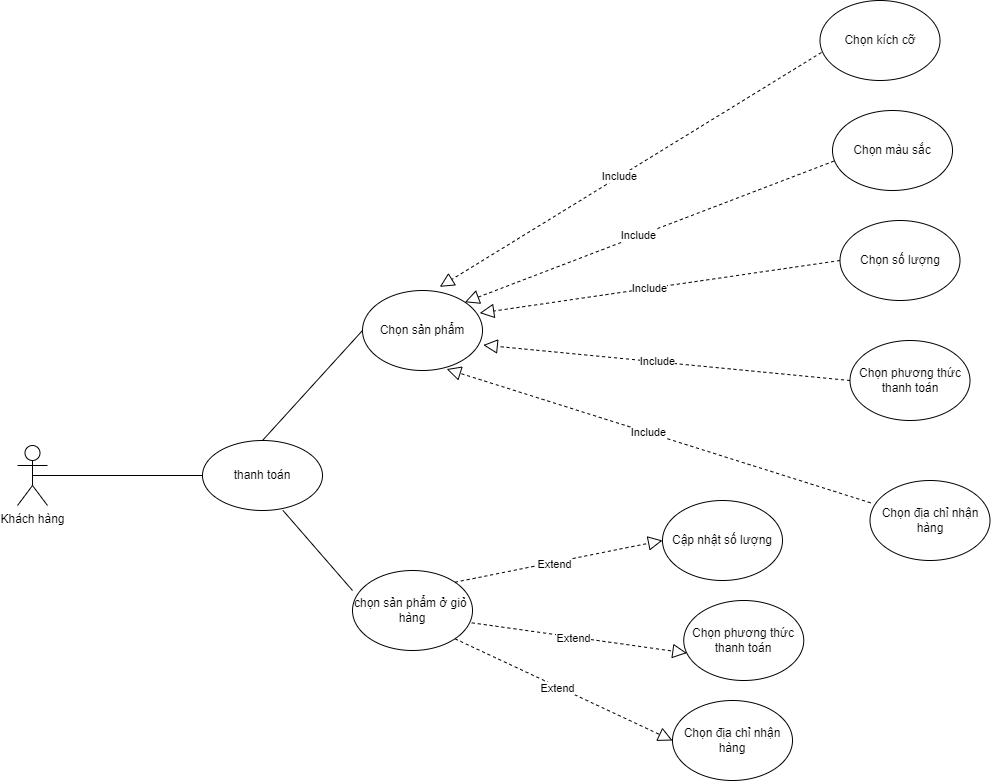 Chọn kích cỡ
Chọn màu sắc
Include
Include
Chọn số lượng
Include
Chọn sản phẩm
Include
Chọn phương thức
thanh toán
Include
thanh toán
Khách hàng
Chọn địa chỉ nhận
hàng
Cập nhật số lượng
Extend
chọn sản phẩm ở giỏ
hàng
Extend
Chọn phương thức
thanh toán
Extend
Chọn địa chỉ nhận
hàng